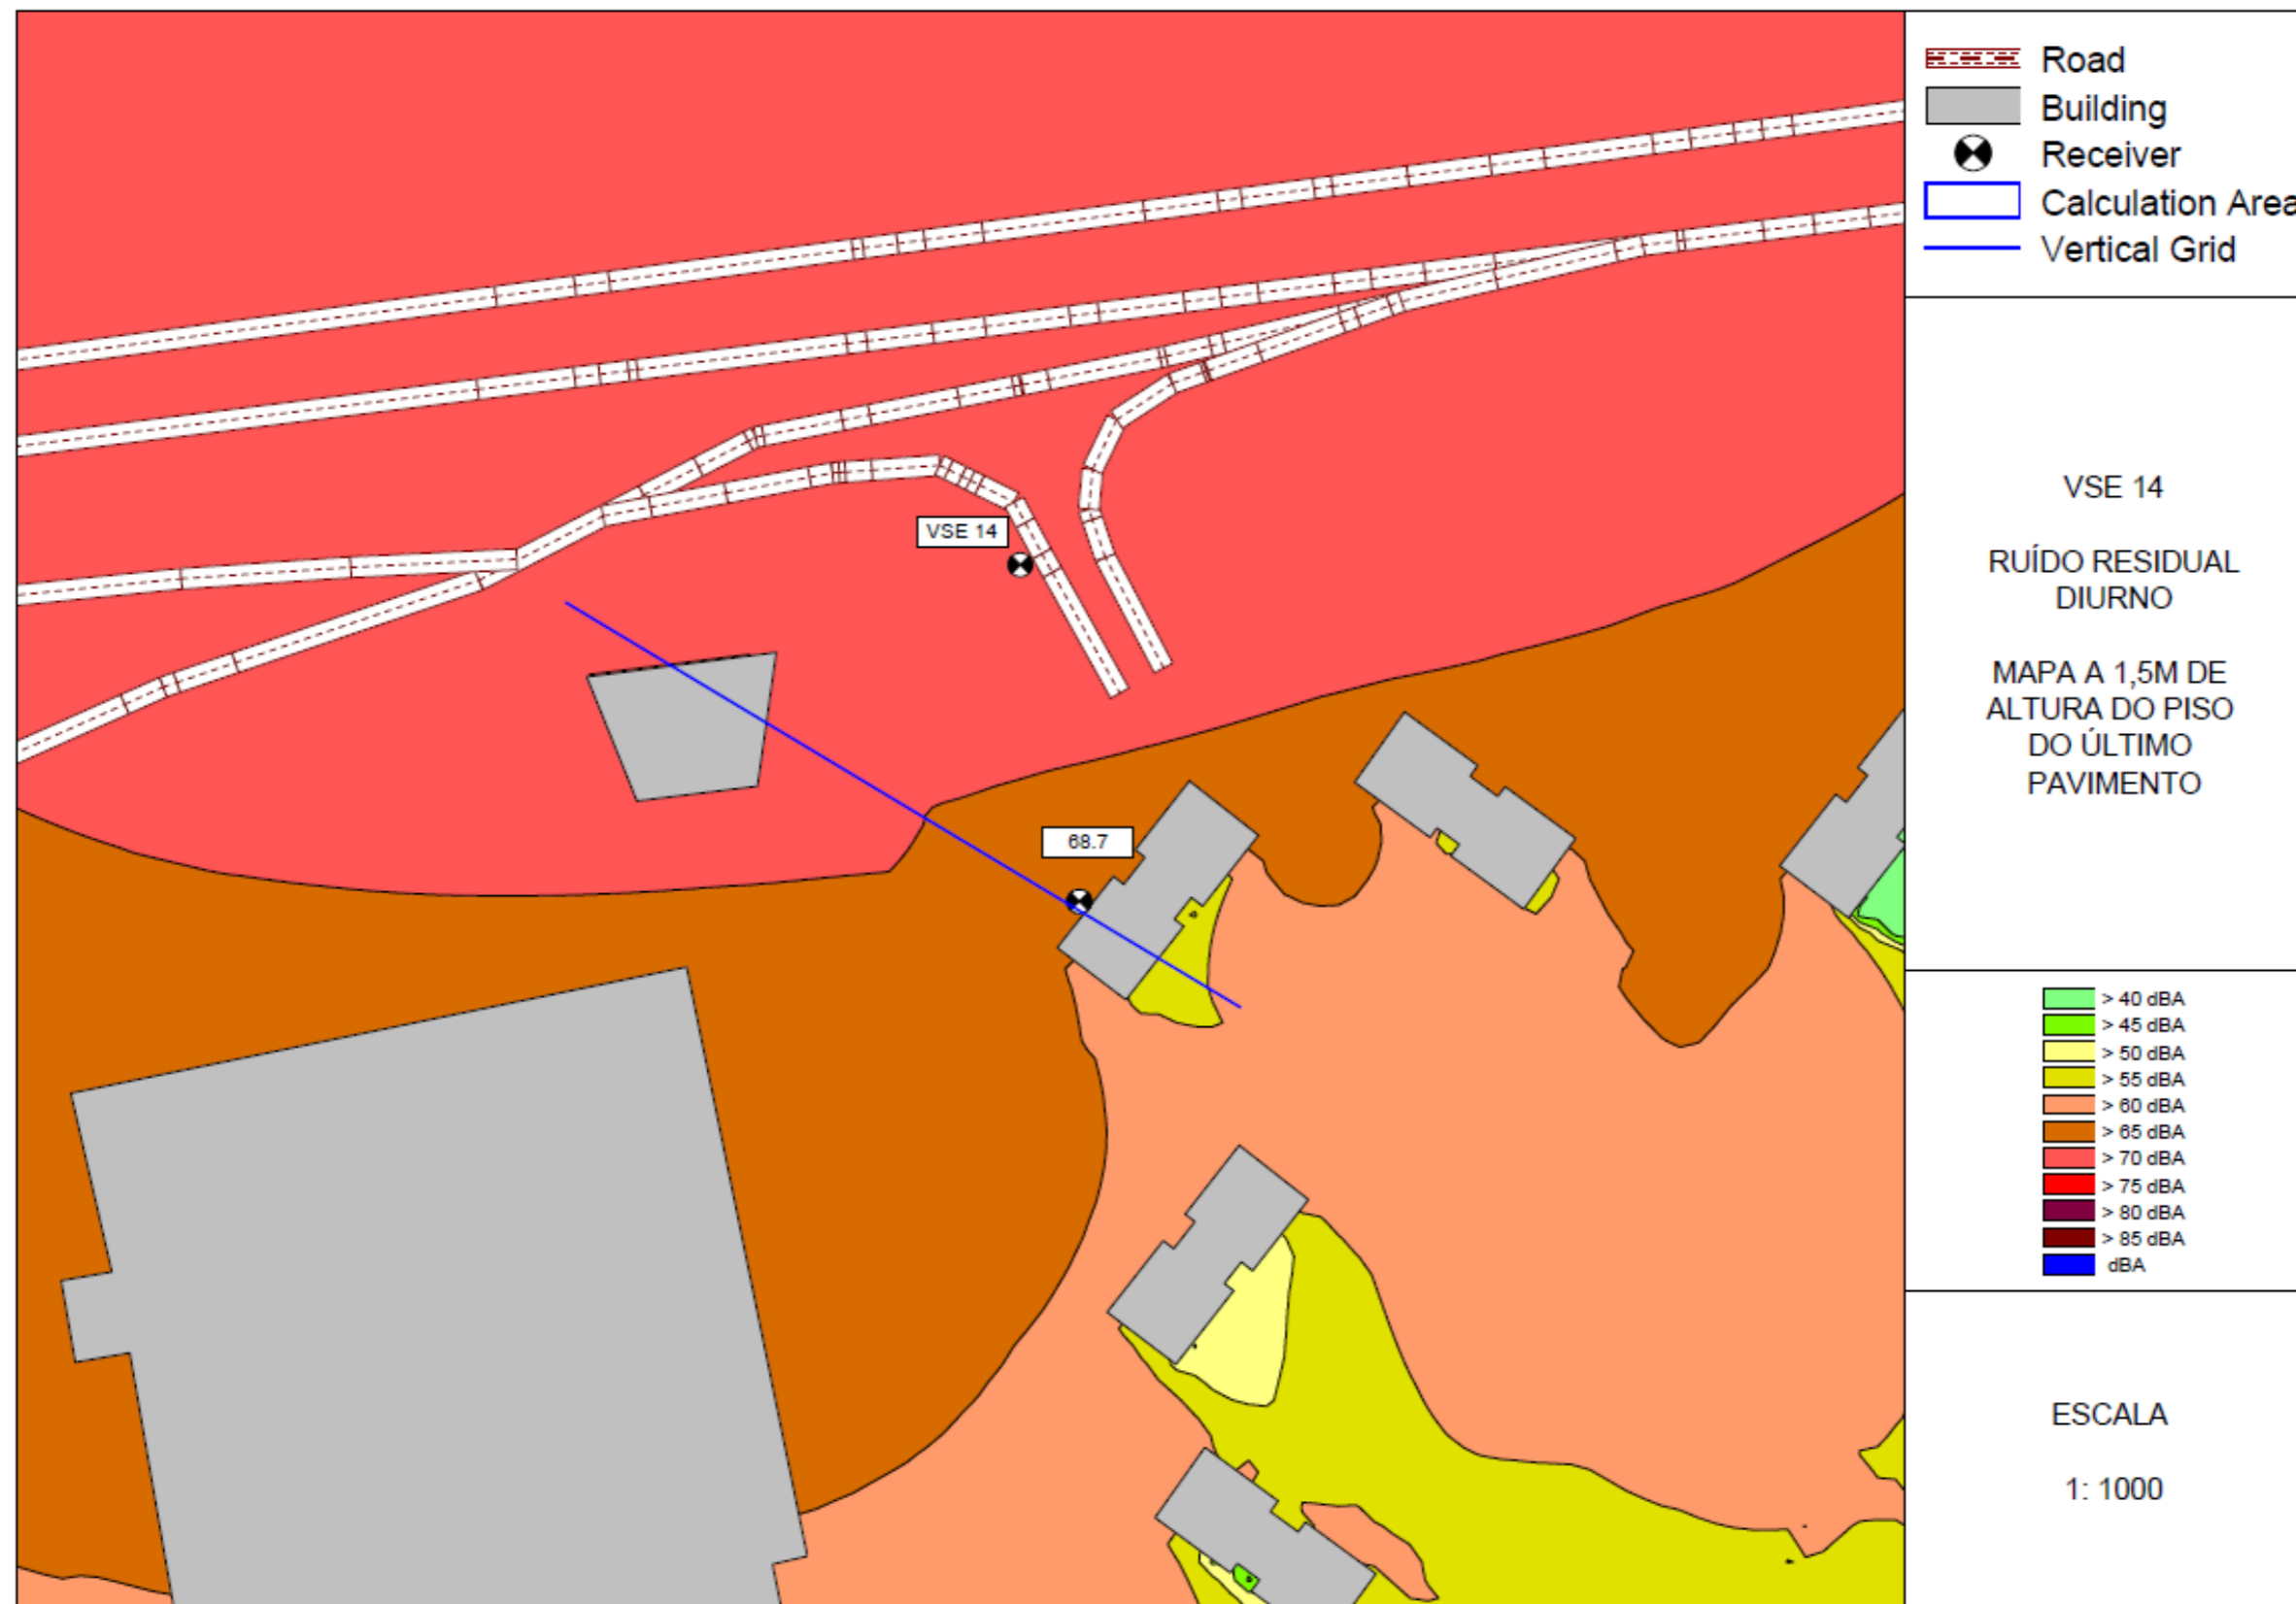 Road
Building
Receiver
Calculation Area
Vertical Grid
VSE 14
68.7
VSE 14
RUÍDO RESIDUAL
DIURNO
MAPA A 1,5M DE
ALTURA DO PISO
DO ÚLTIMO
PAVIMENTO
> 40 dBA
> 45 dBA
> 50 dBA
> 55 dBA
> 60 dBA
> 65 dBA
> 70 dBA
> 75 dBA
> 80 dBA
> 85 dBA
dBA
ESCALA
1: 1000